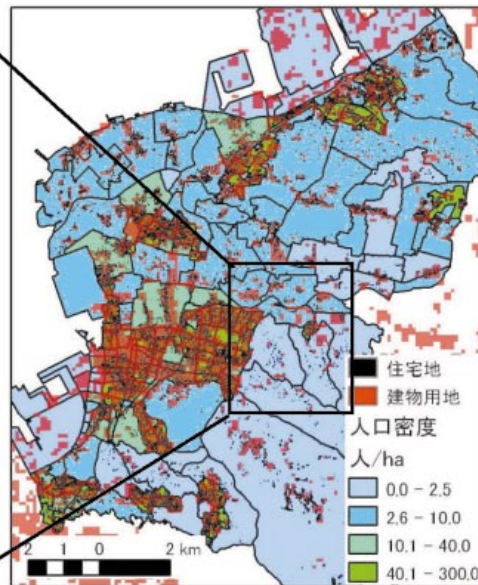 住宅地
建物用地
人口密度
人/ha
0.0 - 2.5
2.6 - 10.0
10.1 - 40.0
40.1 - 300.0
2 1 0 2 km